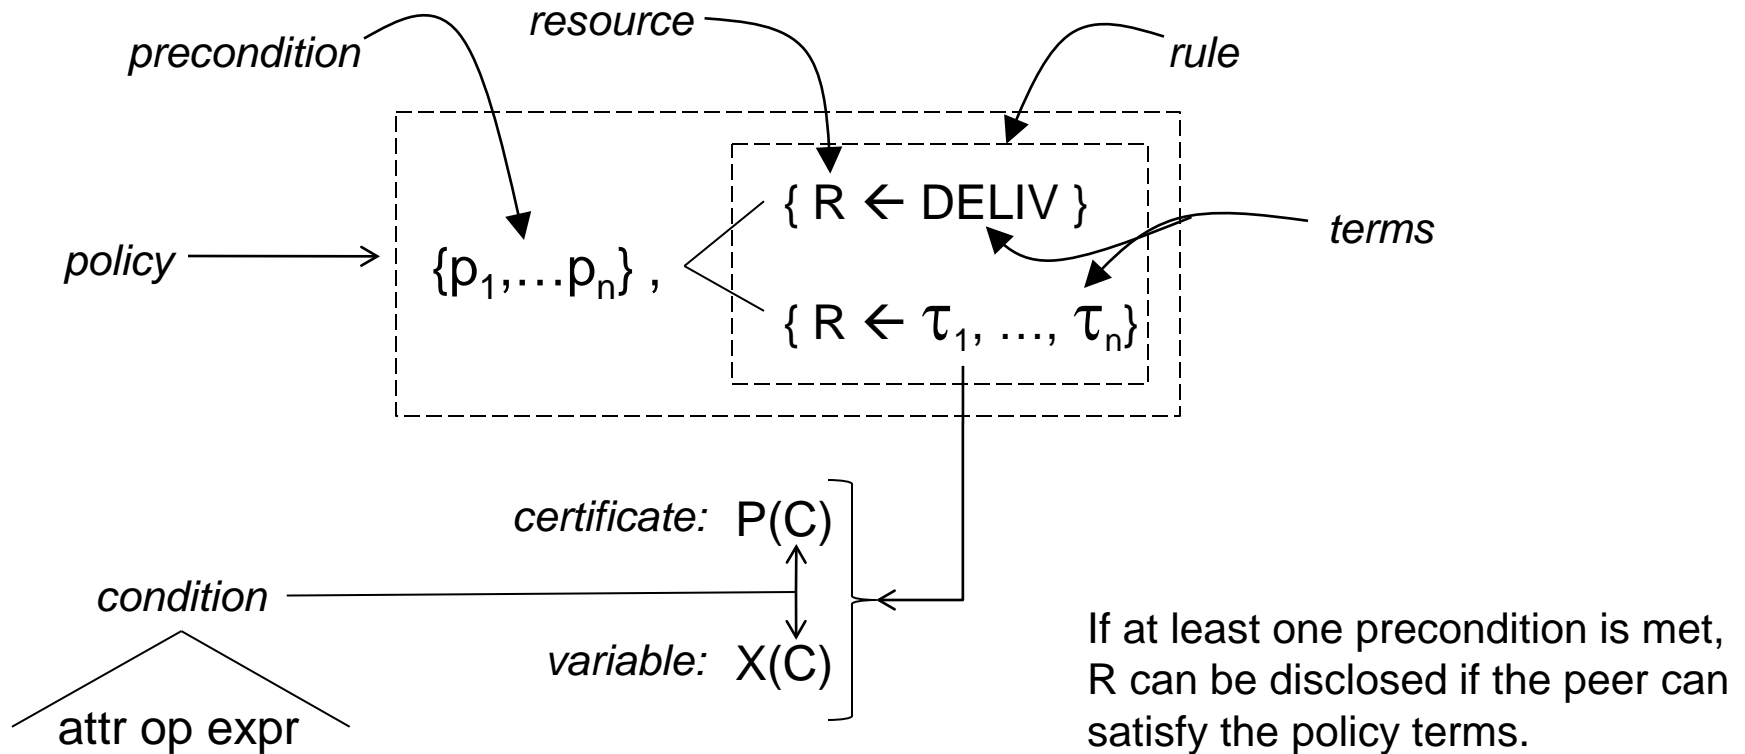 resource
precondition
rule
{ R ← DELIV }
terms
policy
{p₁,…pₙ} ,
{ R ← τ₁, …, τₙ}
certificate: P(C)
condition
variable: X(C)
attr op expr
If at least one precondition is met,
R can be disclosed if the peer can
satisfy the policy terms.